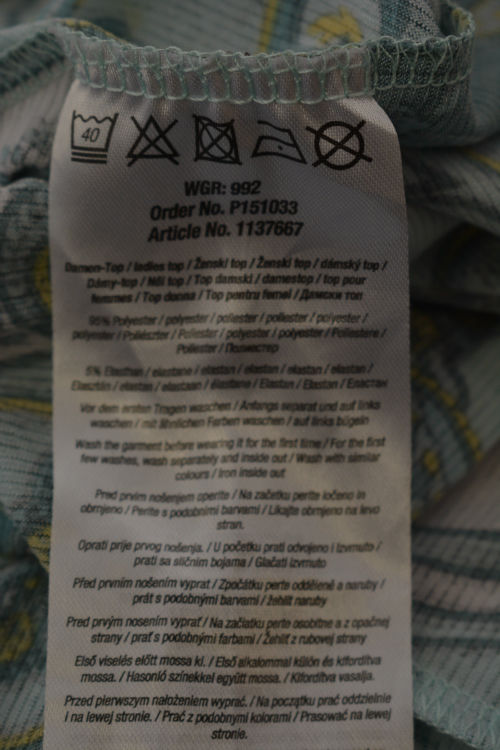 40
WGR: 992
Order No. P151033
Article No. 1137667
Damen-Top / ladies top / Ženski top / Ženski top / dámský top /
Dámy-top / Női top / Top damski / damestop / top pour
femmes / Top donna / Top pentru femei / Дамски топ
95% Polyester / polyester / poliester / poliester / polyester /
polyester / Poliészter / Poliester / polyester / polyester / Poliestere /
Poliester / Полиестер
5% Elasthan / elastane / elastan / elastan / elastan / elastan /
Elasztán / elastan / elastaan / élasthane / Elastan / Elastan / Еластан
Vor dem ersten Tragen waschen / Anfangs separat und auf links
waschen / mit ähnlichen Farben waschen / auf links bügeln
Wash the garment before wearing it for the first time / For the first
few washes, wash separately and inside out / Wash with similar
colours / Iron inside out
Pred prvim nošenjem operite / Na začetku perite ločeno in
obrnjeno / Perite s podobnimi barvami / Likajte obrnjeno na levo
stran.
Oprati prije prvog nošenja. / U početku prati odvojeno i izvrnuto /
prati sa sličnim bojama / Glačati izvrnuto
Před prvním nošením vyprat / Zpočátku perte odděleně a naruby /
prát s podobnými barvami / žehlit naruby
Pred prvým nosením vyprať / Na začiatku perte osobitne a z opačnej
strany / prať s podobnými farbami / Žehliť z rubovej strany
Első viselés előtt mossa ki. / Első alkalommal külön és kifordítva
mossa. / Hasonló színekkel együtt mossa. / Kifordítva vasalja.
Przed pierwszym nałożeniem wyprać. / Na początku prać oddzielnie
i na lewej stronie. / Prać z podobnymi kolorami / Prasować na lewej
stronie.